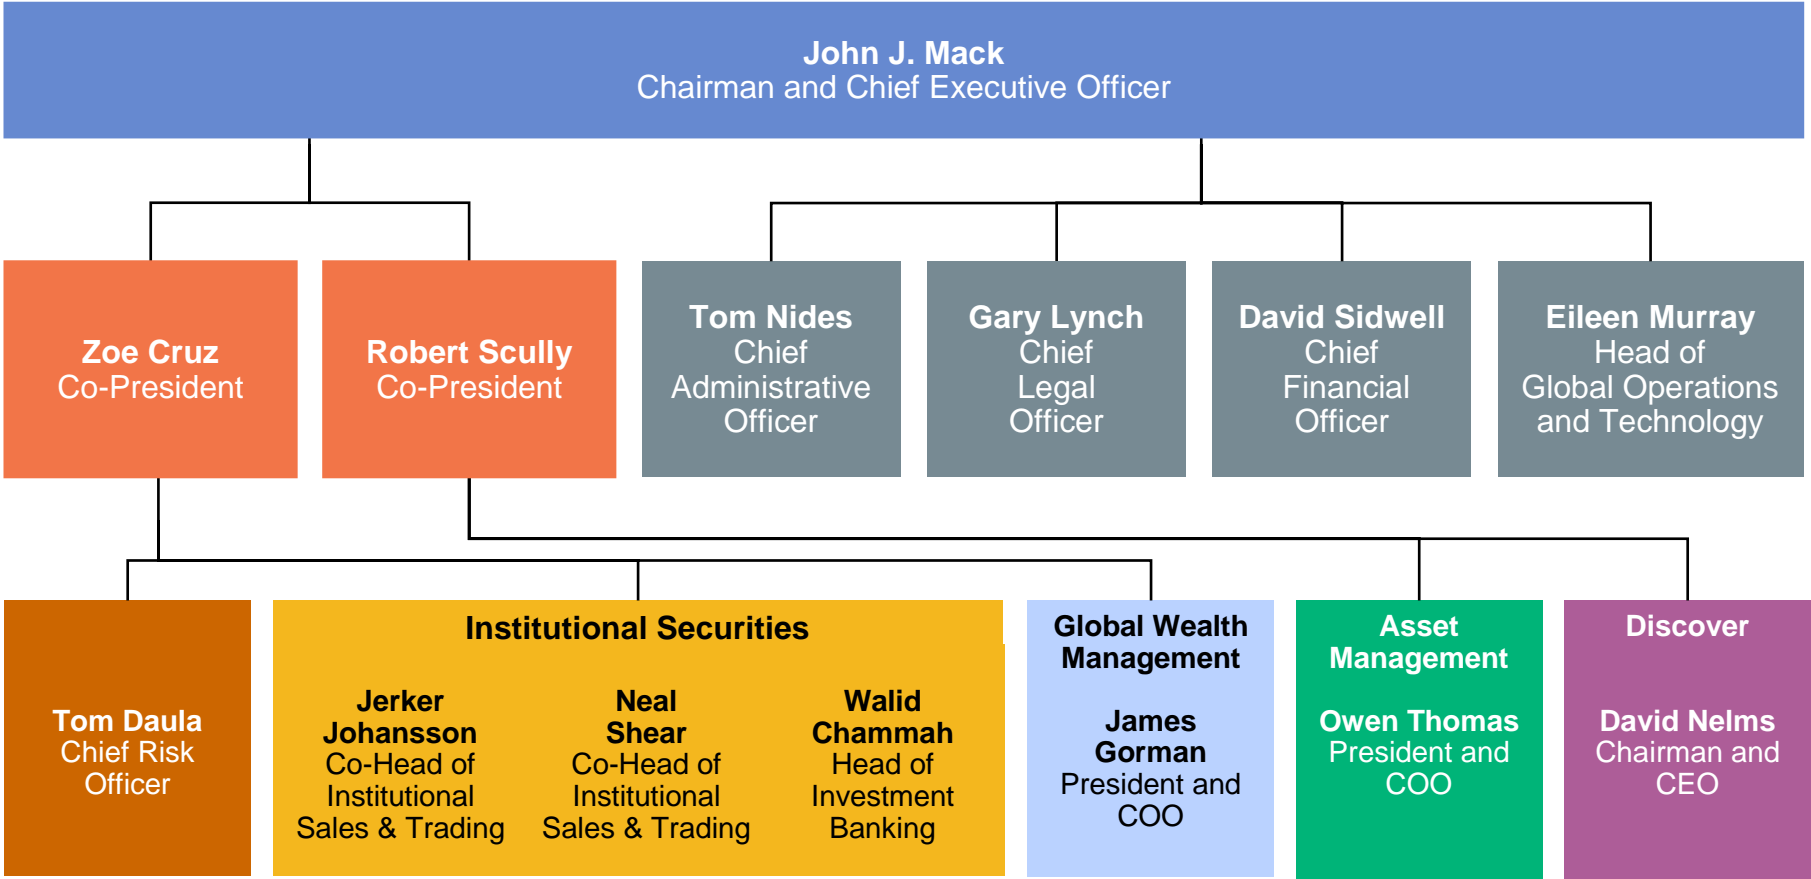 John J. Mack
Chairman and Chief Executive Officer
Zoe Cruz
Co-President
Robert Scully
Co-President
Tom Nides
Chief
Administrative
Officer
Gary Lynch
Chief
Legal
Officer
David Sidwell
Chief
Financial
Officer
Eileen Murray
Head of
Global Operations
and Technology
Tom Daula
Chief Risk
Officer
Institutional Securities
Jerker
Johansson
Co-Head of
Institutional
Sales & Trading
Neal
Shear
Co-Head of
Institutional
Sales & Trading
Walid
Chammah
Head of
Investment
Banking
Global Wealth
Management
James
Gorman
President and
COO
Asset
Management
Owen Thomas
President and
COO
Discover
David Nelms
Chairman and
CEO